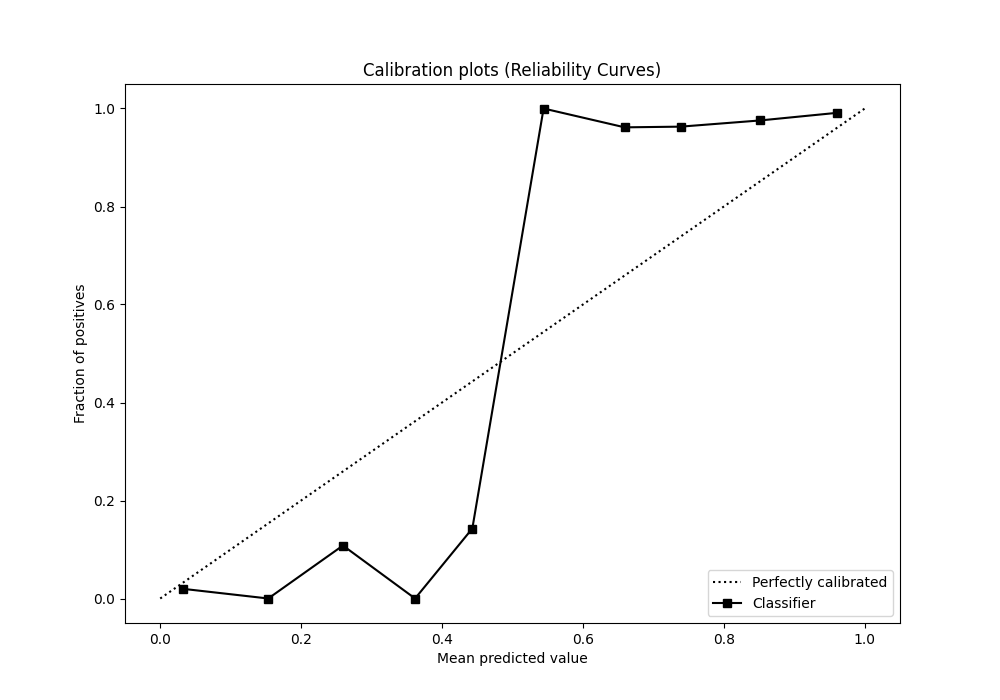 Calibration plots (Reliability Curves)
1.0
0.8
0.6
0.4
0.2
0.0
Fraction of positives
0.0 0.2 0.4 0.6 0.8 1.0
Mean predicted value
Perfectly calibrated
Classifier